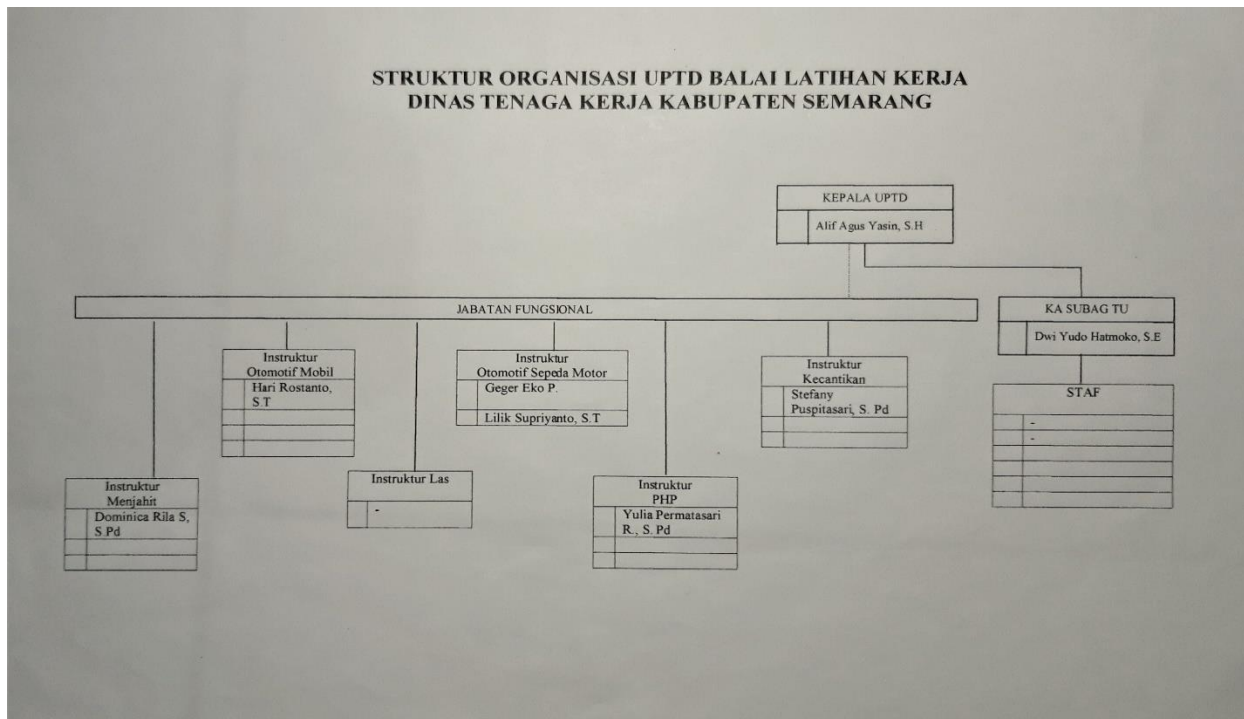 STRUKTUR ORGANISASI UPTD BALAI LATIHAN KERJA
DINAS TENAGA KERJA KABUPATEN SEMARANG
KEPALA UPTD
Alif Agus Yasin, S.H
JABATAN FUNGSIONAL
KA SUBAG TU
Dwi Yudo Hatmoko, S.E
STAF
-
-
Instruktur
Menjahit
Dominica Rila S,
S.Pd
Instruktur
Otomotif Mobil
Hari Rostanto,
S.T
Instruktur Las
-
Instruktur
Otomotif Sepeda Motor
Geger Eko P.
Lilik Supriyanto, S.T
Instruktur
PHP
Yulia Permatasari
R., S. Pd
Instruktur
Kecantikan
Stefany
Puspitasari, S. Pd